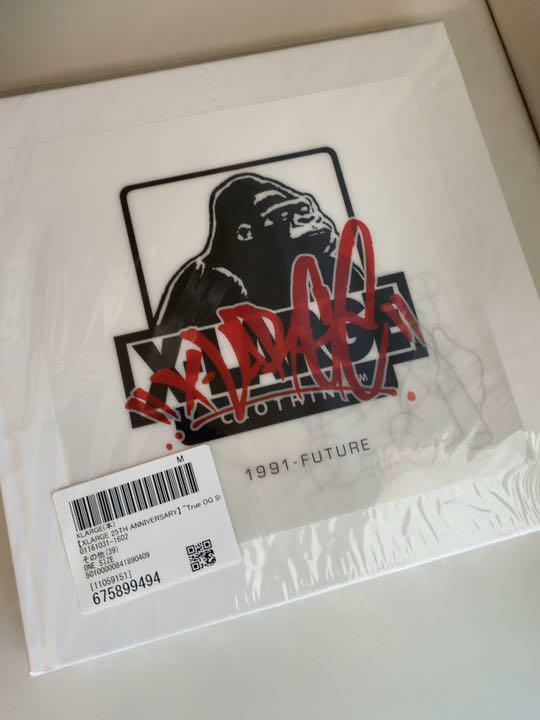 XLARGE
"X-LARGE"
CLOTHING
1991-FUTURE
M
XLARGE(本)
【XLARGE 25TH ANNIVERSARY】"True OG S
01161031-1602
その他(39)
ONE SIZE
5010000841890409
[11059151]
675899494